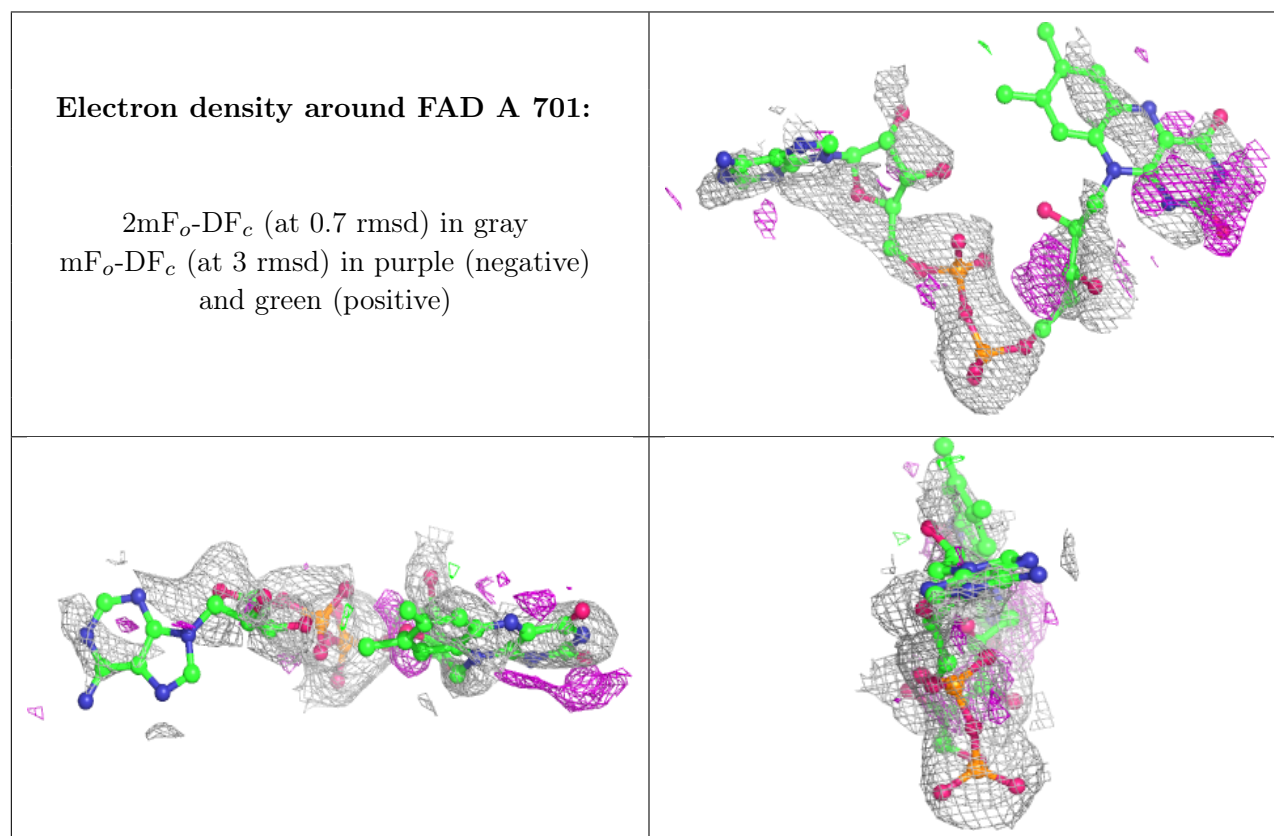 Electron density around FAD A 701:
2mFo-DFc (at 0.7 rmsd) in gray
mFo-DFc (at 3 rmsd) in purple (negative)
and green (positive)